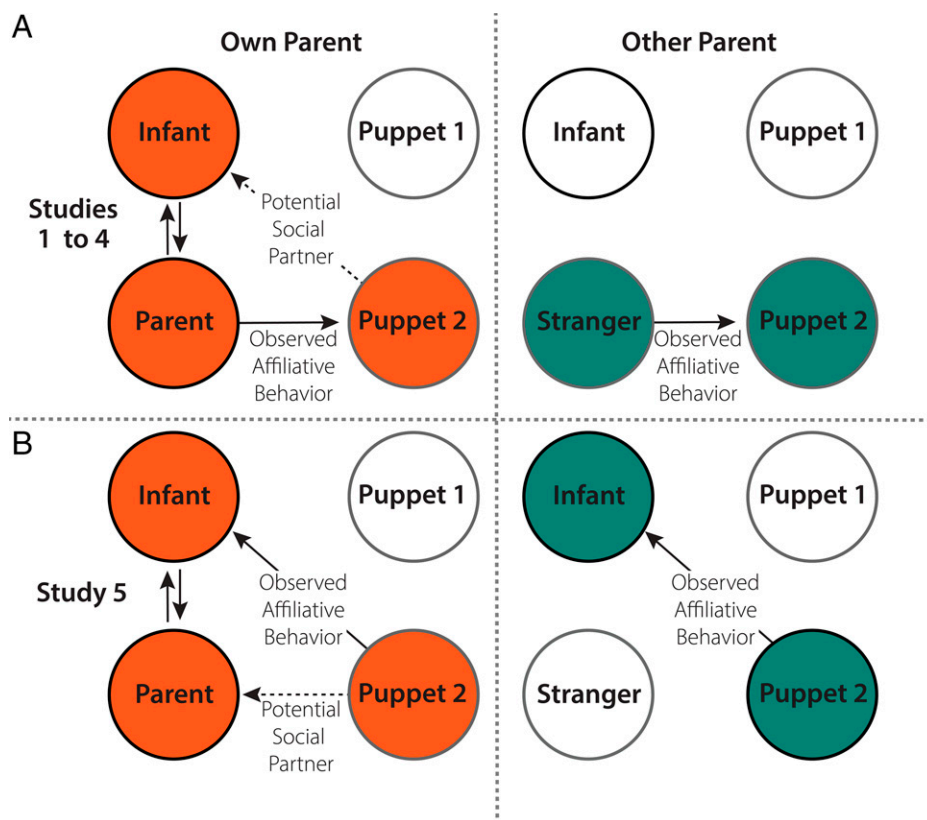 A
Own Parent
Other Parent
Infant
Puppet 1
Infant
Puppet 1
Potential
Social
Partner
Studies
1 to 4
Parent
Puppet 2
Stranger
Puppet 2
Observed
Affiliative
Behavior
Observed
Affiliative
Behavior
B
Infant
Puppet 1
Infant
Puppet 1
Study 5
Observed
Affiliative
Behavior
Observed
Affiliative
Behavior
Parent
Puppet 2
Stranger
Puppet 2
Potential
Social
Partner